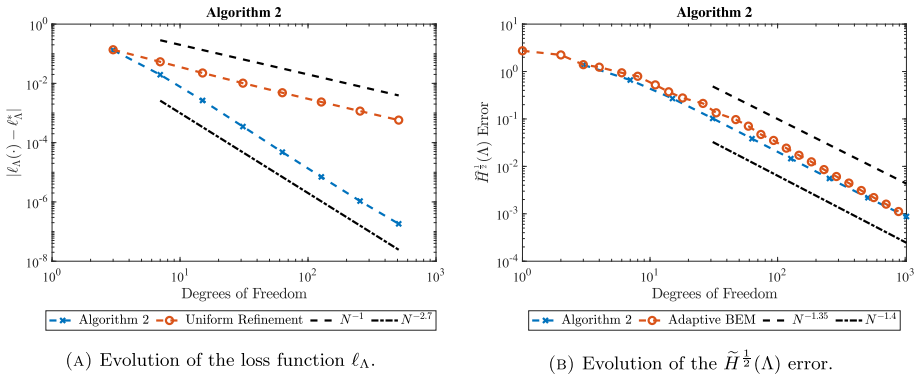 Algorithm 2
10^0
10^-2
10^-4
10^-6
10^-8
|ℓ_Λ(·) − ℓ*_Λ|
10^0 10^1 10^2 10^3
Degrees of Freedom
Algorithm 2 Uniform Refinement N^-1 N^-2.7
(A) Evolution of the loss function ℓ_Λ.
Algorithm 2
10^1
10^0
10^-1
10^-2
10^-3
10^-4
H̃^{1/2}(Λ) Error
10^0 10^1 10^2 10^3
Degrees of Freedom
Algorithm 2 Adaptive BEM N^-1.35 N^-1.4
(B) Evolution of the H̃^{1/2}(Λ) error.